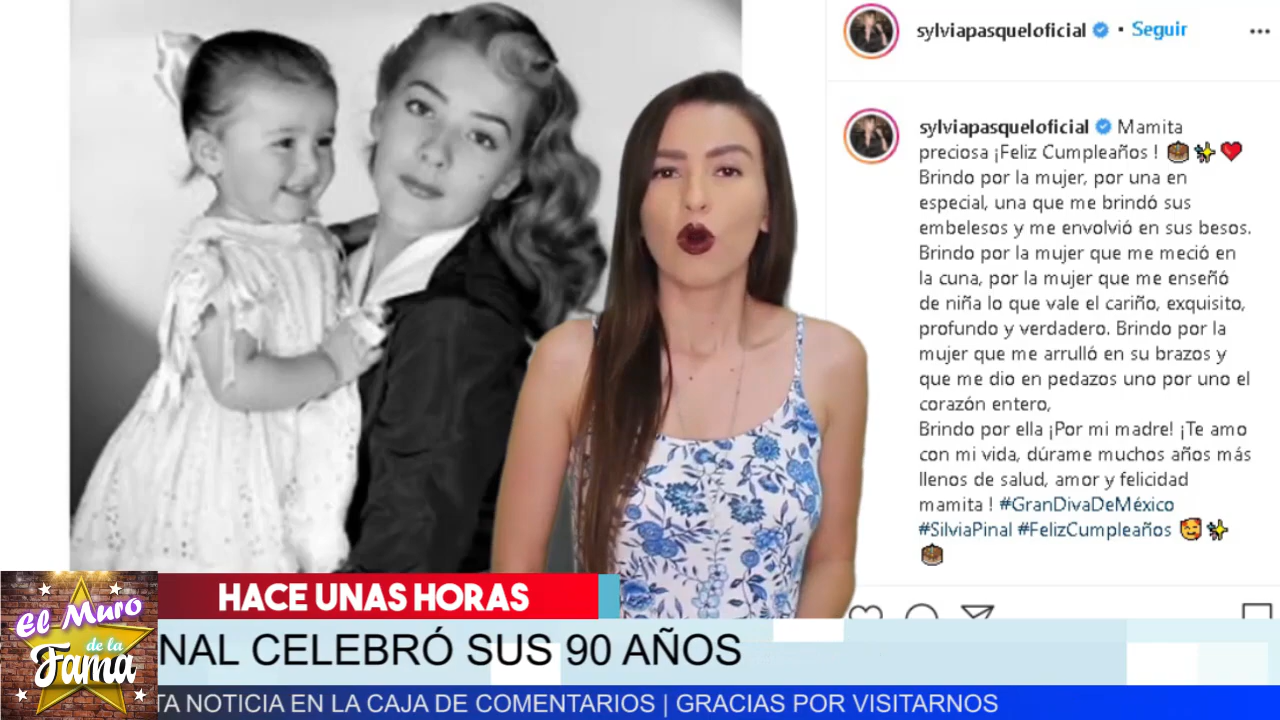 sylviapasqueloficial • Seguir
sylviapasqueloficial Mamita
preciosa ¡Feliz Cumpleaños !
Brindo por la mujer, por una en
especial, una que me brindó sus
embelesos y me envolvió en sus besos.
Brindo por la mujer que me meció en
la cuna, por la mujer que me enseñó
de niña lo que vale el cariño, exquisito,
profundo y verdadero. Brindo por la
mujer que me arrulló en su brazos y
que me dio en pedazos uno por uno el
corazón entero,
Brindo por ella ¡Por mi madre! ¡Te amo
con mi vida, dúrame muchos años más
llenos de salud, amor y felicidad
mamita ! #GranDivaDeMéxico
#SilviaPinal #FelizCumpleaños
HACE UNAS HORAS
El Muro
de la
Fama
NAL CELEBRÓ SUS 90 AÑOS
TA NOTICIA EN LA CAJA DE COMENTARIOS | GRACIAS POR VISITARNOS